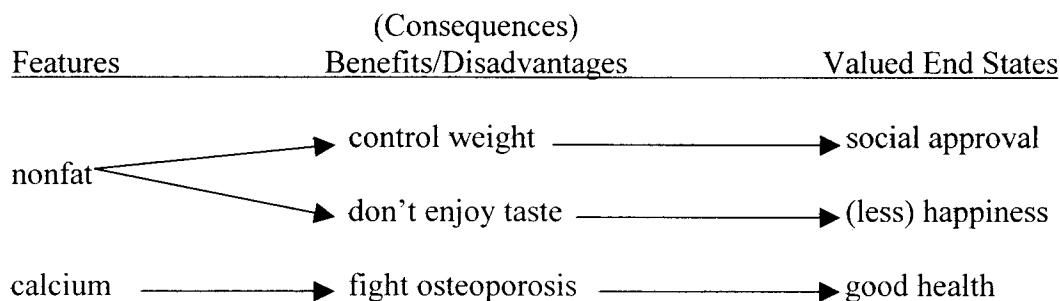 (Consequences)
Features Benefits/Disadvantages Valued End States
control weight social approval
nonfat
don't enjoy taste (less) happiness
calcium fight osteoporosis good health